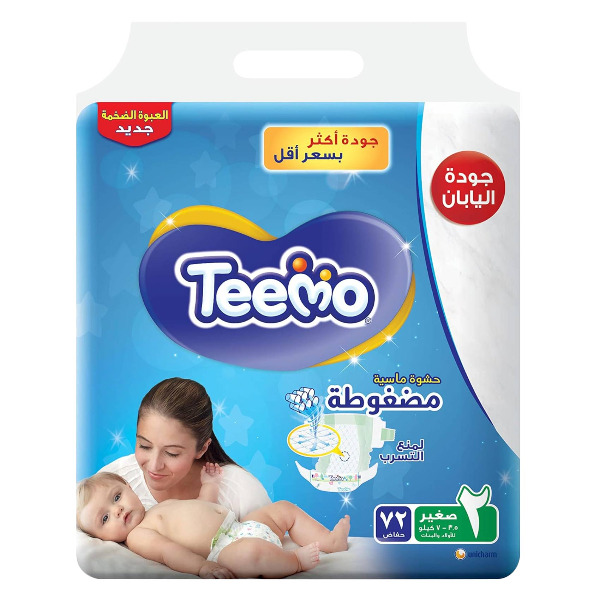 العبوة الضخمة
جديد
جودة أكثر
بسعر أقل
جودة
اليابان
Teemo
حشوة ماسية
مضغوطة
لمنع
التسرب
٧٢
حفاض
صغير
٣.٥ - ٧ كيلو
للأولاد والبنات
٢
unicharm